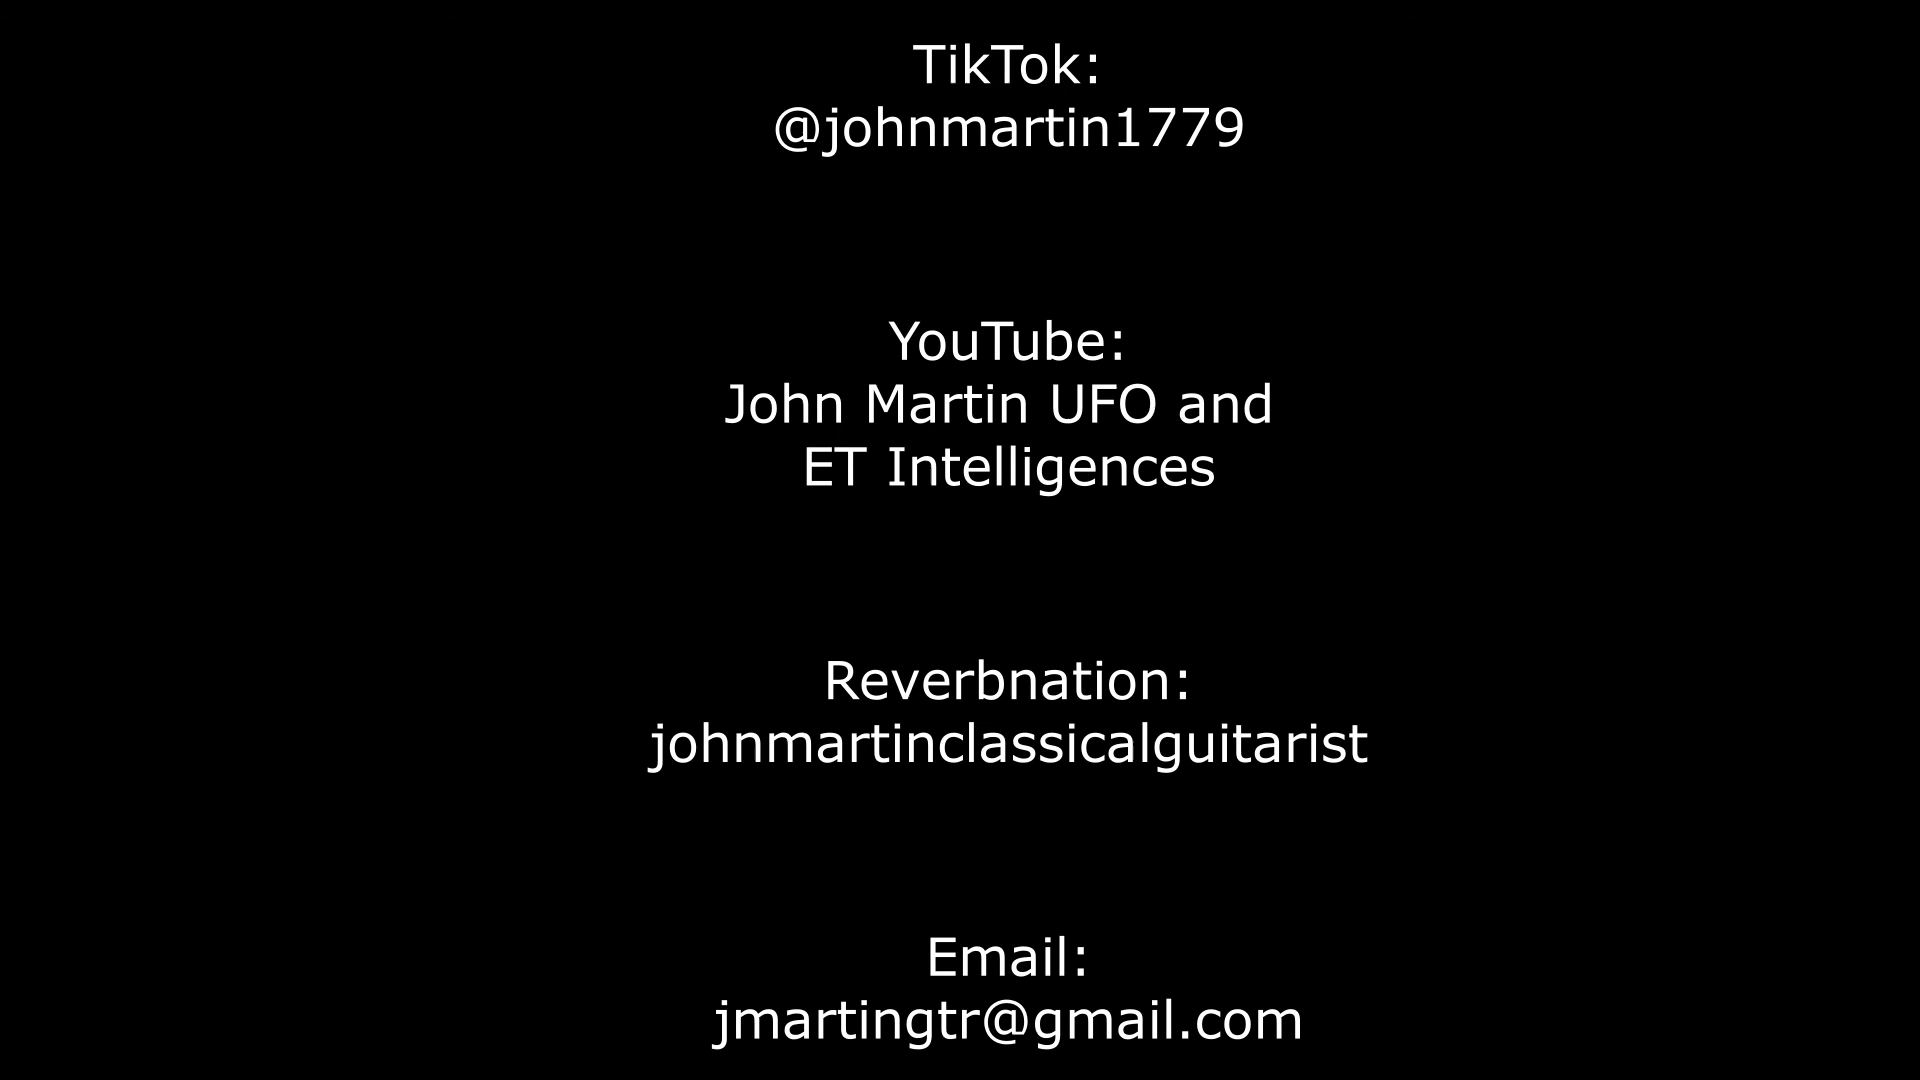 TikTok:
@johnmartin1779
YouTube:
John Martin UFO and
ET Intelligences
Reverbnation:
johnmartinclassicalguitarist
Email:
jmartingtr@gmail.com